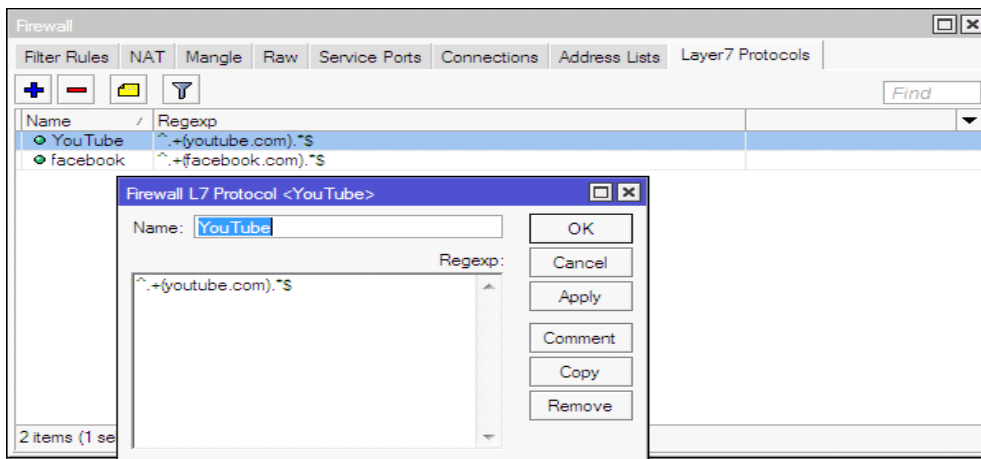 Firewall
Filter Rules NAT Mangle Raw Service Ports Connections Address Lists Layer7 Protocols
Find
Name Regexp
YouTube ^.+(youtube.com).*$
facebook ^.+(facebook.com).*$
Firewall L7 Protocol <YouTube>
Name: YouTube OK
Regexp: Cancel
^.+(youtube.com).*$
Apply
Comment
Copy
Remove
2 items (1 se